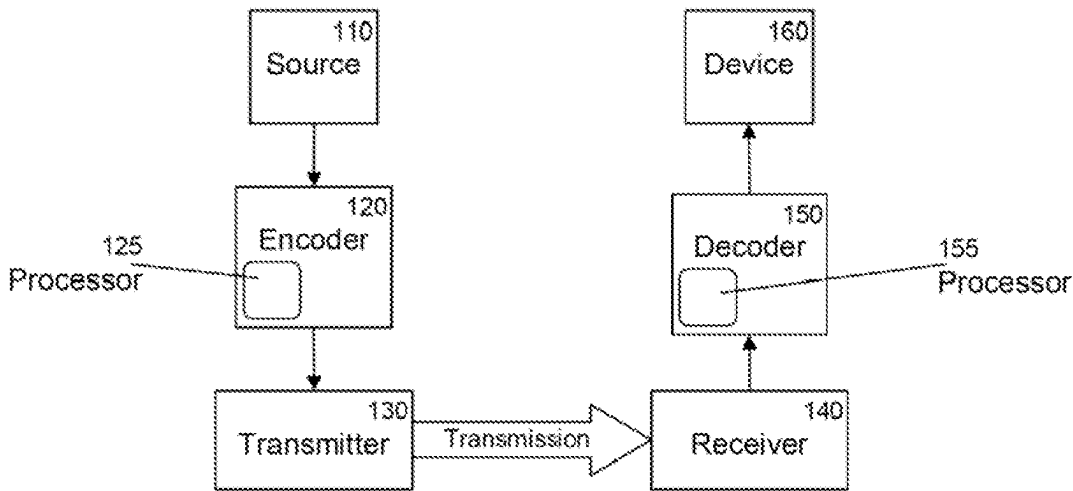 110
Source
120
Encoder
125
Processor
130
Transmitter
Transmission
140
Receiver
150
Decoder
155
Processor
160
Device